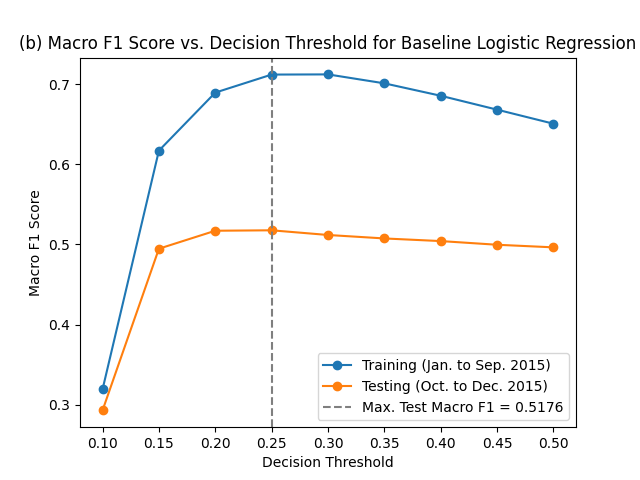 (b) Macro F1 Score vs. Decision Threshold for Baseline Logistic Regression
0.7
0.6
0.5
0.4
0.3
Macro F1 Score
Training (Jan. to Sep. 2015)
Testing (Oct. to Dec. 2015)
Max. Test Macro F1 = 0.5176
0.10 0.15 0.20 0.25 0.30 0.35 0.40 0.45 0.50
Decision Threshold